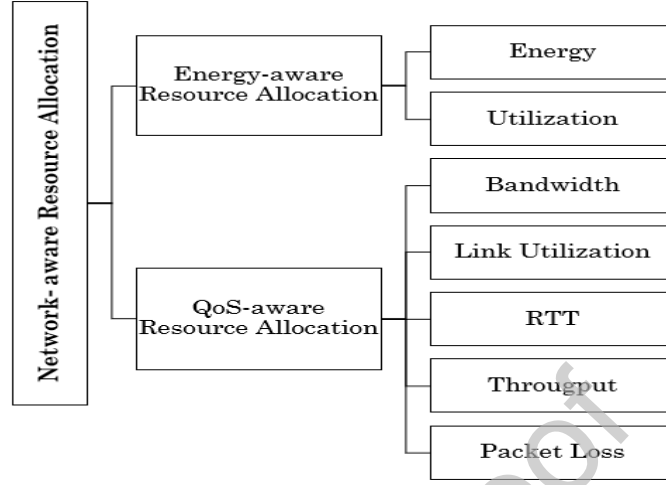 Network- aware Resource Allocation
Energy-aware
Resource Allocation
Energy
Utilization
QoS-aware
Resource Allocation
Bandwidth
Link Utilization
RTT
Througput
Packet Loss
oof